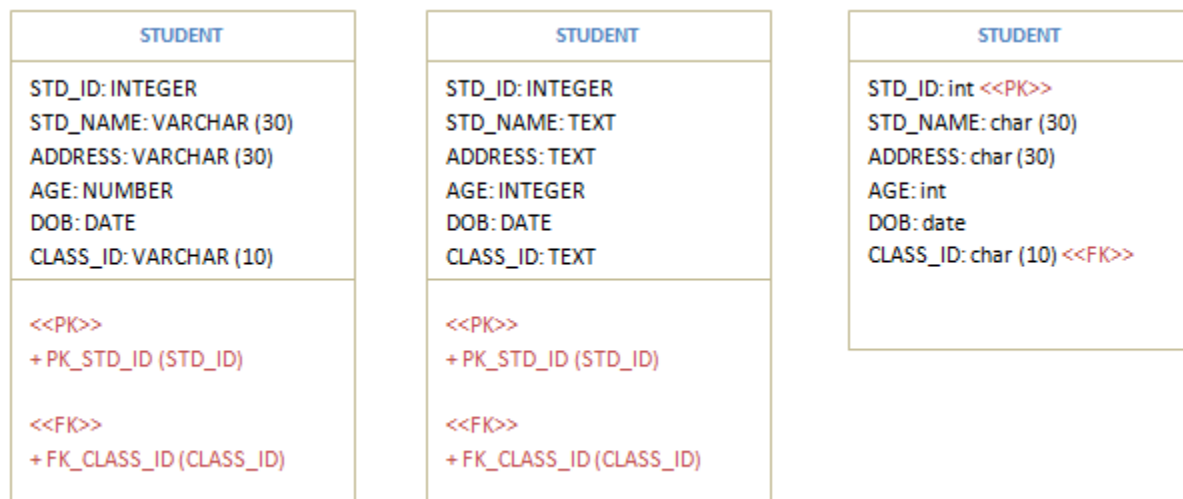 STUDENT
STD_ID: INTEGER
STD_NAME: VARCHAR (30)
ADDRESS: VARCHAR (30)
AGE: NUMBER
DOB: DATE
CLASS_ID: VARCHAR (10)
<<PK>>
+ PK_STD_ID (STD_ID)
<<FK>>
+ FK_CLASS_ID (CLASS_ID)
STUDENT
STD_ID: INTEGER
STD_NAME: TEXT
ADDRESS: TEXT
AGE: INTEGER
DOB: DATE
CLASS_ID: TEXT
<<PK>>
+ PK_STD_ID (STD_ID)
<<FK>>
+ FK_CLASS_ID (CLASS_ID)
STUDENT
STD_ID: int <<PK>>
STD_NAME: char (30)
ADDRESS: char (30)
AGE: int
DOB: date
CLASS_ID: char (10) <<FK>>